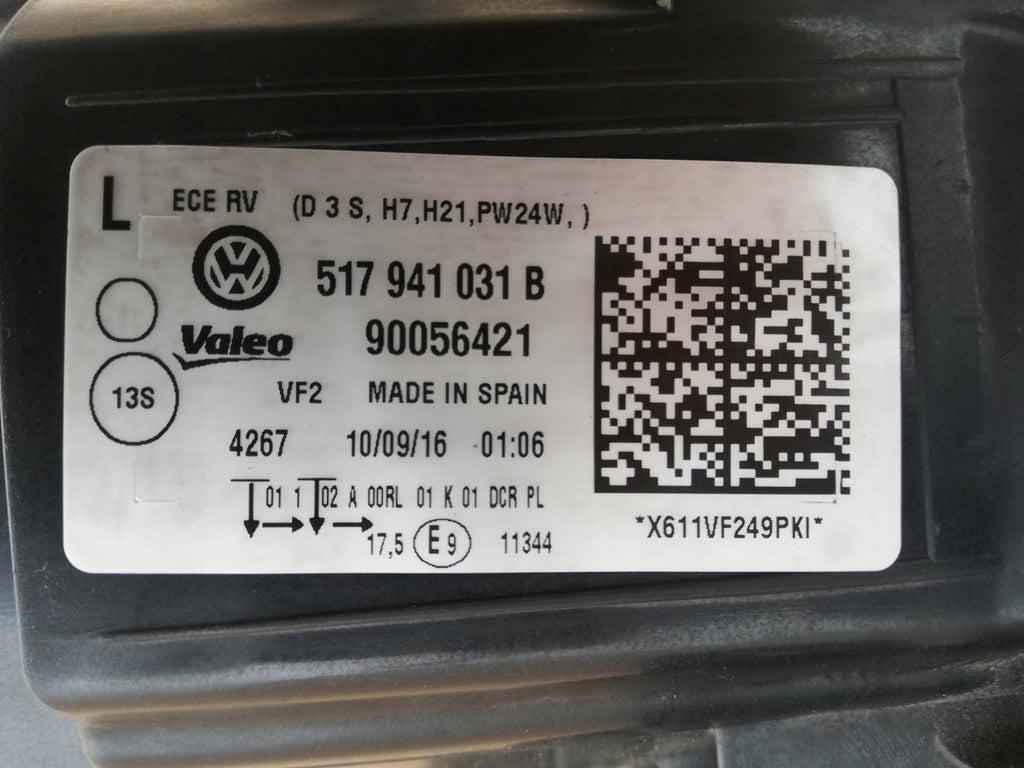 L ECE RV (D 3 S, H7,H21,PW24W, )
517 941 031 B
Valeo 90056421
13S VF2 MADE IN SPAIN
4267 10/09/16 01:06
01 1 02 A 00RL 01 K 01 DCR PL
17,5 E9 11344
*X611VF249PKI*